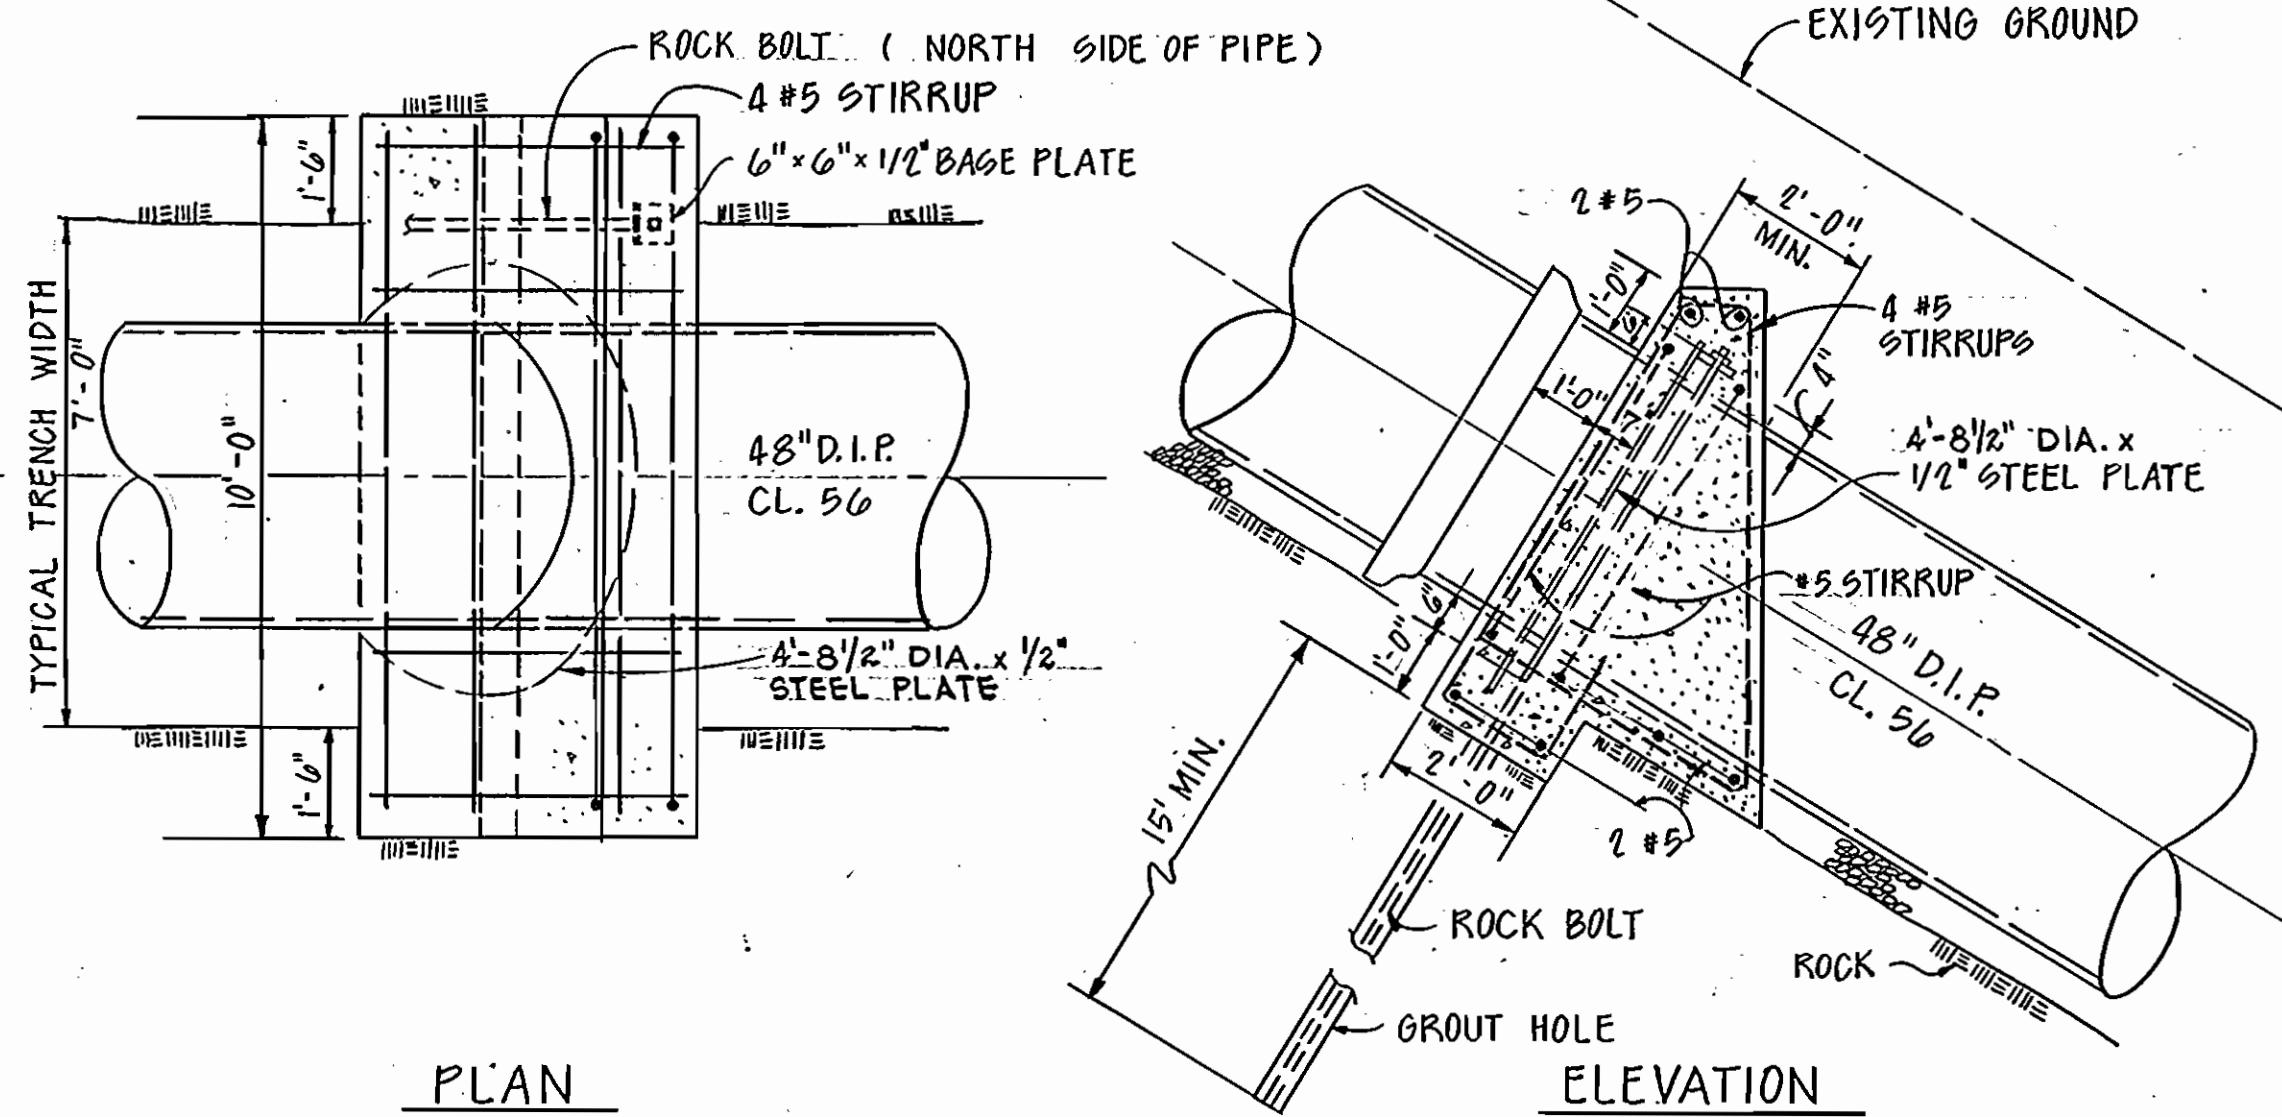 ROCK BOLT ( NORTH SIDE OF PIPE )
4 #5 STIRRUP
6" x 6" x 1/2" BASE PLATE
1'-6"
TYPICAL TRENCH WIDTH
7'-0"
10'-0"
48" D.I.P.
CL. 56
4'-8 1/2" DIA. x 1/2"
STEEL PLATE
1'-6"
PLAN
EXISTING GROUND
2 #5
2'-0"
MIN.
1'-0"
6"
4 #5
STIRRUPS
1'-0"
4"
4'-8 1/2" DIA. x
1/2" STEEL PLATE
#5 STIRRUP
48" D.I.P.
CL. 56
6"
1'-0"
15' MIN.
2'-0"
2 #5
ROCK BOLT
ROCK
GROUT HOLE
ELEVATION